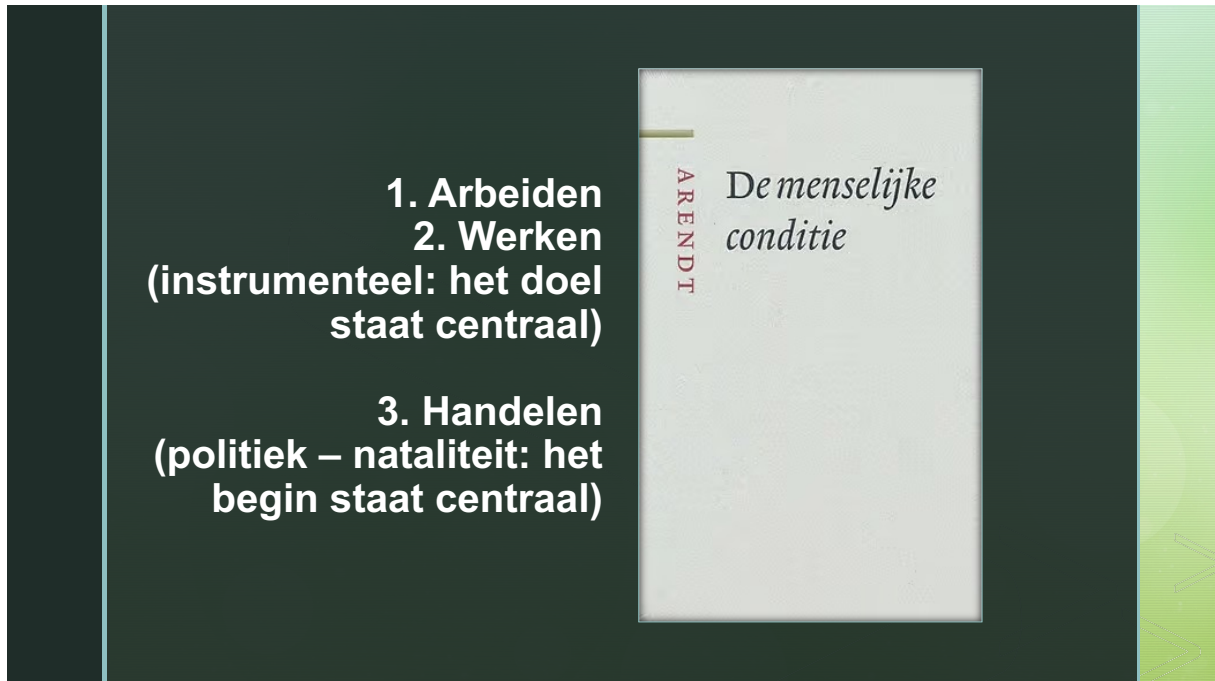 1. Arbeiden
2. Werken
(instrumenteel: het doel
staat centraal)
3. Handelen
(politiek – nataliteit: het
begin staat centraal)
ARENDT
De menselijke
conditie